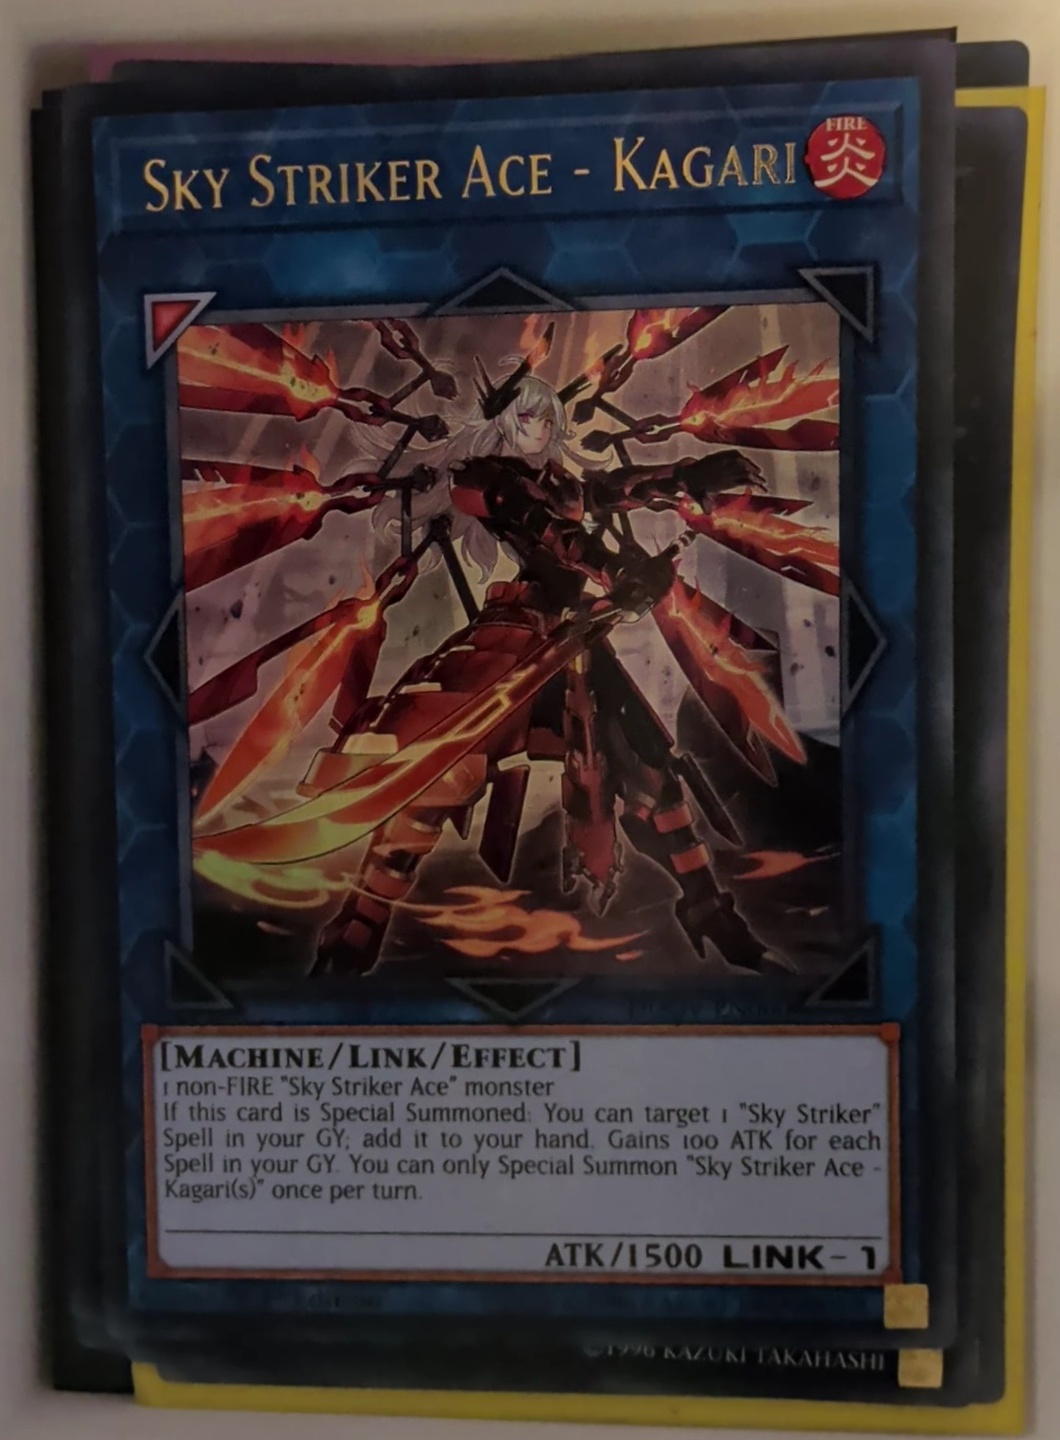 SKY STRIKER ACE - KAGARI
FIRE
炎
[MACHINE/LINK/EFFECT]
1 non-FIRE "Sky Striker Ace" monster
If this card is Special Summoned: You can target 1 "Sky Striker"
Spell in your GY; add it to your hand. Gains 100 ATK for each
Spell in your GY. You can only Special Summon "Sky Striker Ace -
Kagari(s)" once per turn.
ATK/1500 LINK-1
©1996 KAZUKI TAKAHASHI